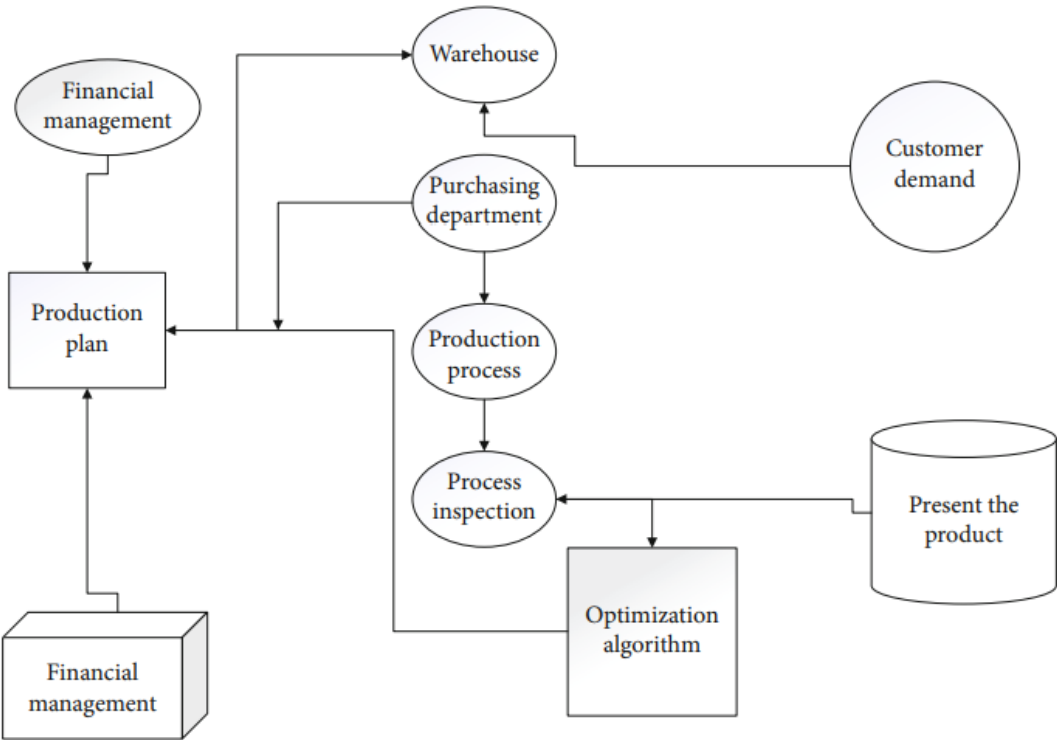 Warehouse
Financial
management
Customer
demand
Purchasing
department
Production
plan
Production
process
Process
inspection
Present the
product
Optimization
algorithm
Financial
management